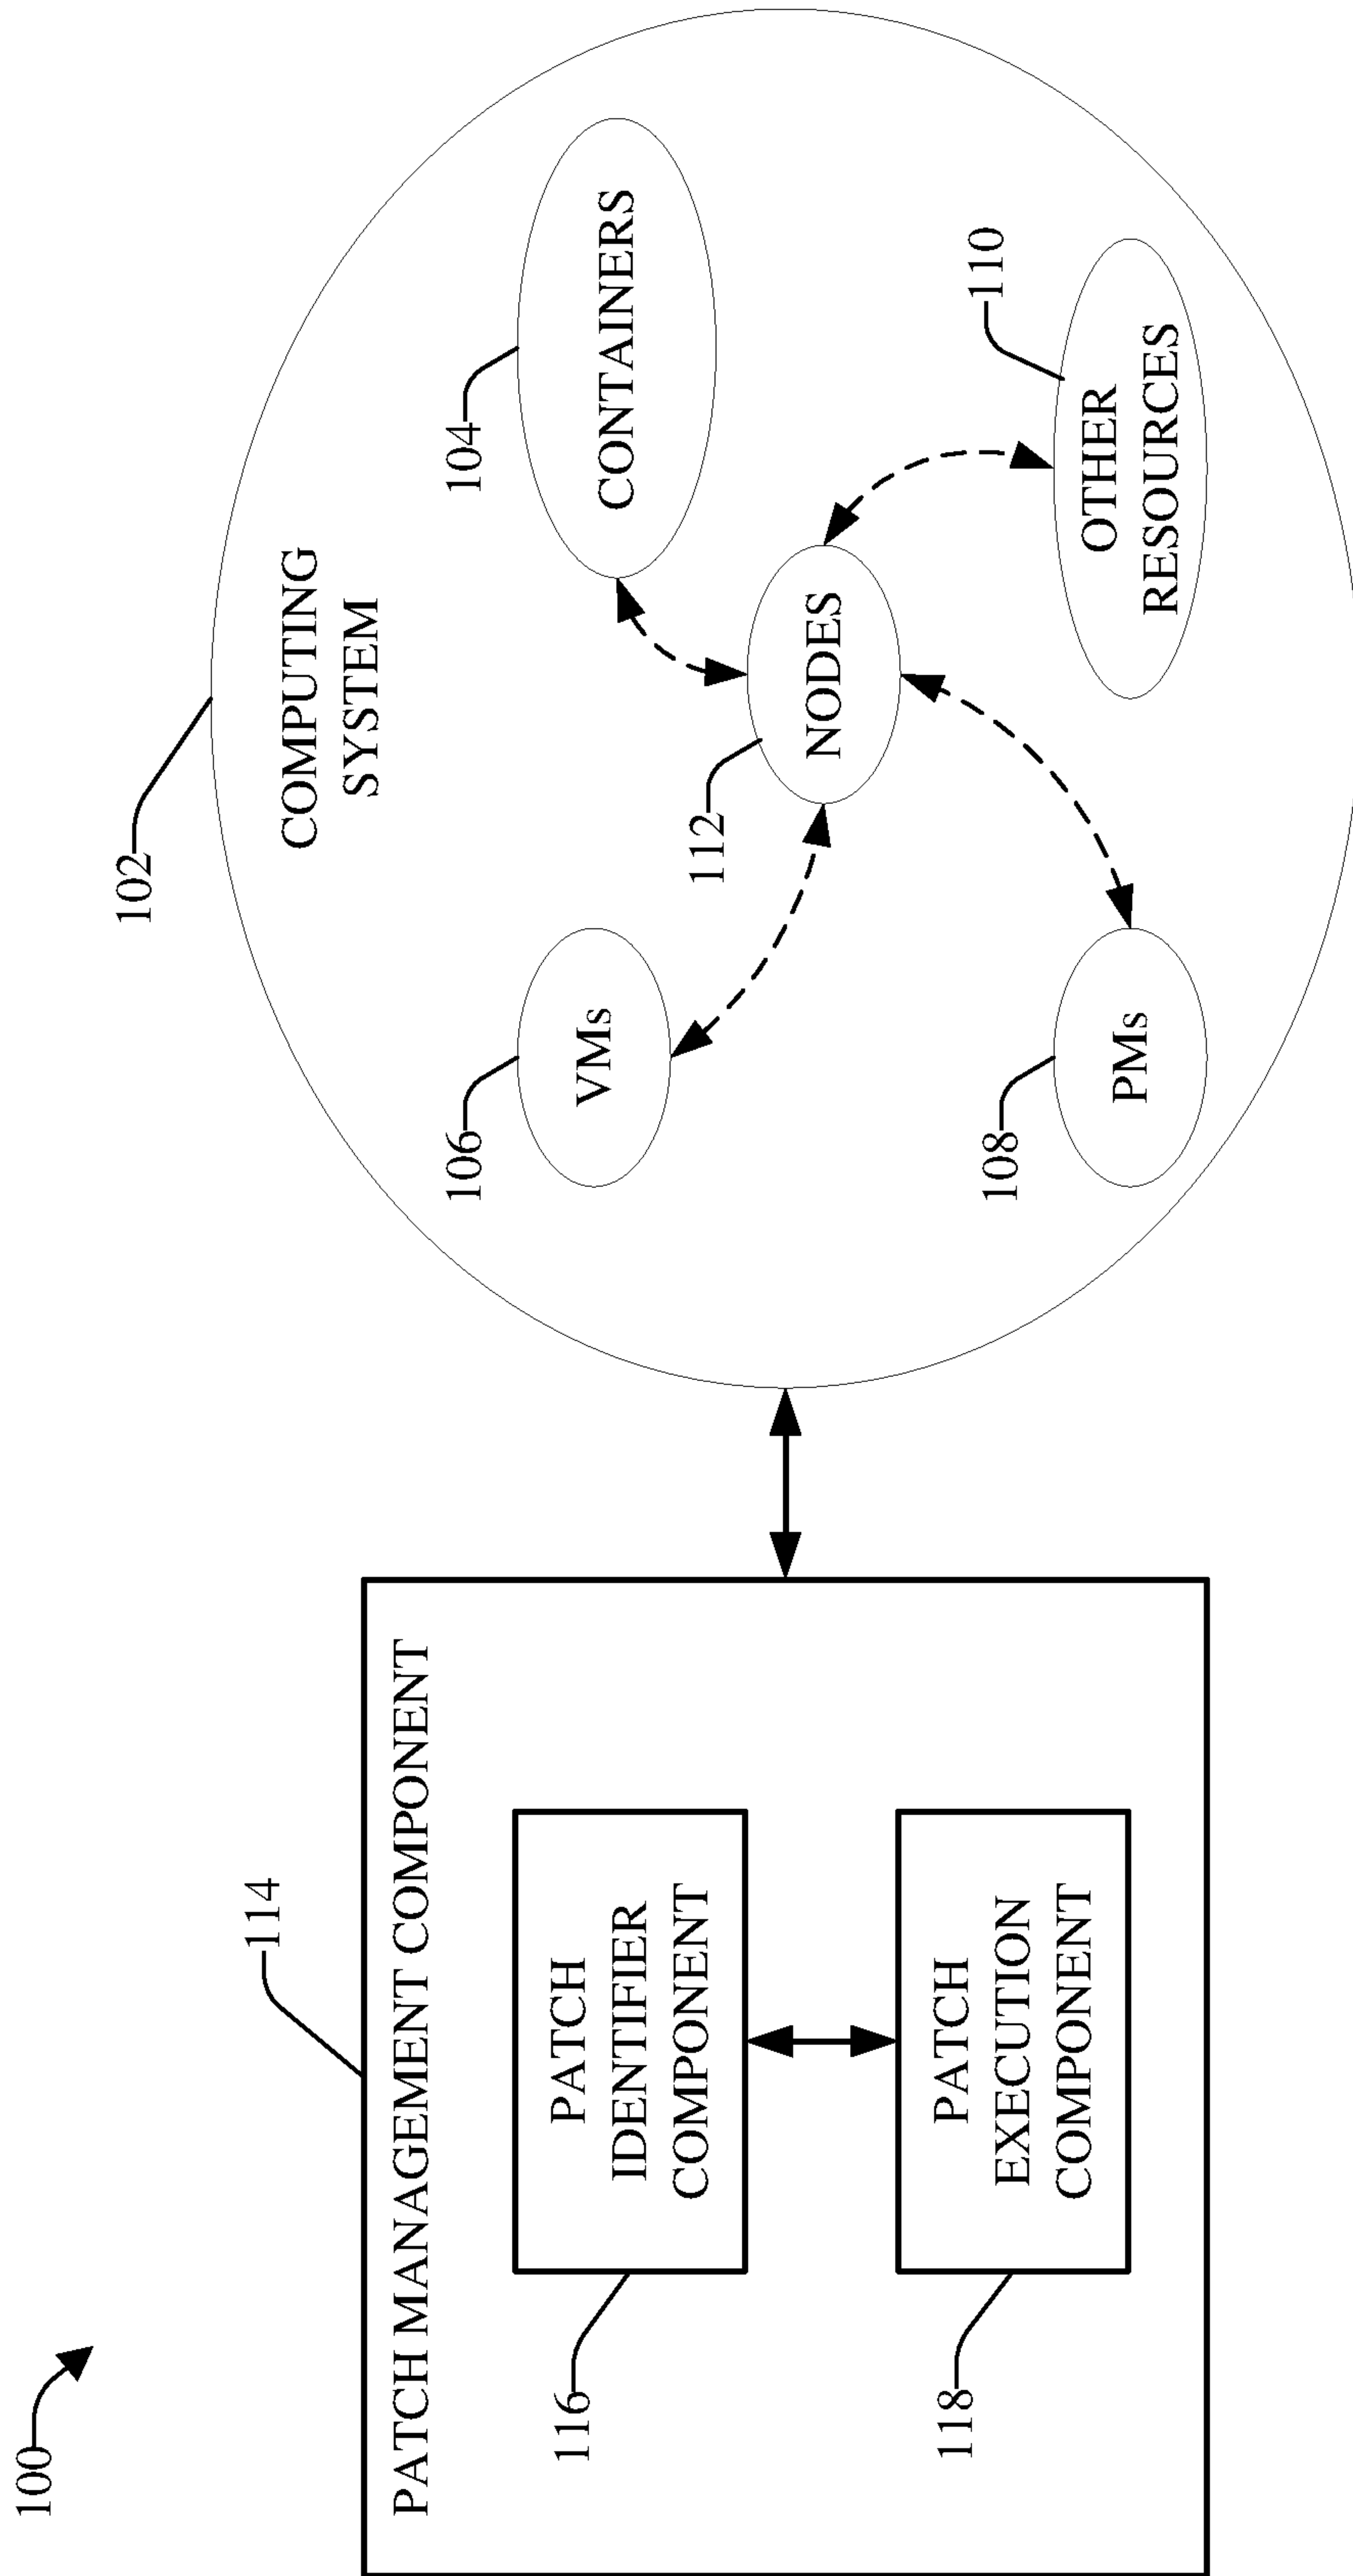 100
102
COMPUTING
SYSTEM
114
PATCH MANAGEMENT COMPONENT
106
VMs
104
CONTAINERS
116
PATCH
IDENTIFIER
COMPONENT
112
NODES
118
PATCH
EXECUTION
COMPONENT
108
PMs
110
OTHER
RESOURCES